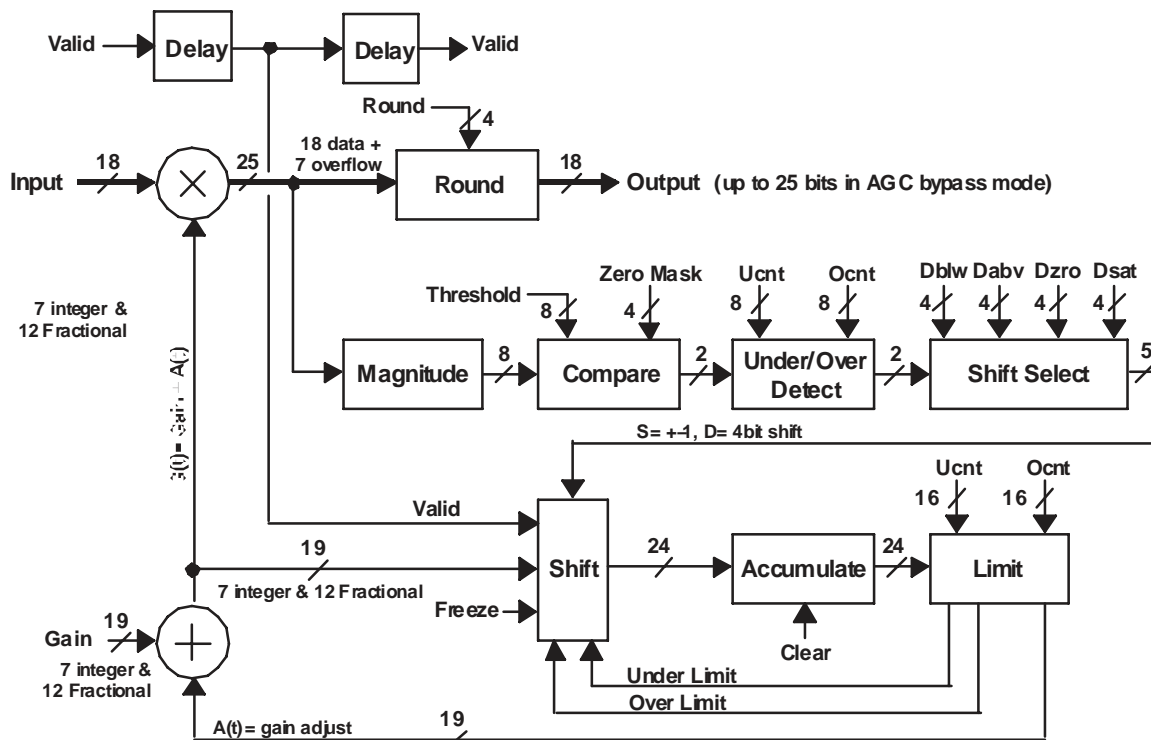 Valid
Delay
Delay
Valid
Round
4
Input
18
25
18 data +
7 overflow
Round
18
Output (up to 25 bits in AGC bypass mode)
7 integer &
12 Fractional
Threshold
8
Zero Mask
4
Ucnt
8
Ocnt
8
Dblw
4
Dabv
4
Dzro
4
Dsat
4
Magnitude
8
Compare
2
Under/Over
Detect
2
Shift Select
5
S= +-1, D= 4bit shift
Valid
19
7 integer & 12 Fractional
Freeze
Shift
24
Accumulate
Clear
24
Ucnt
16
Ocnt
16
Limit
Under Limit
Over Limit
Gain
19
7 integer &
12 Fractional
A(t)= gain adjust
19